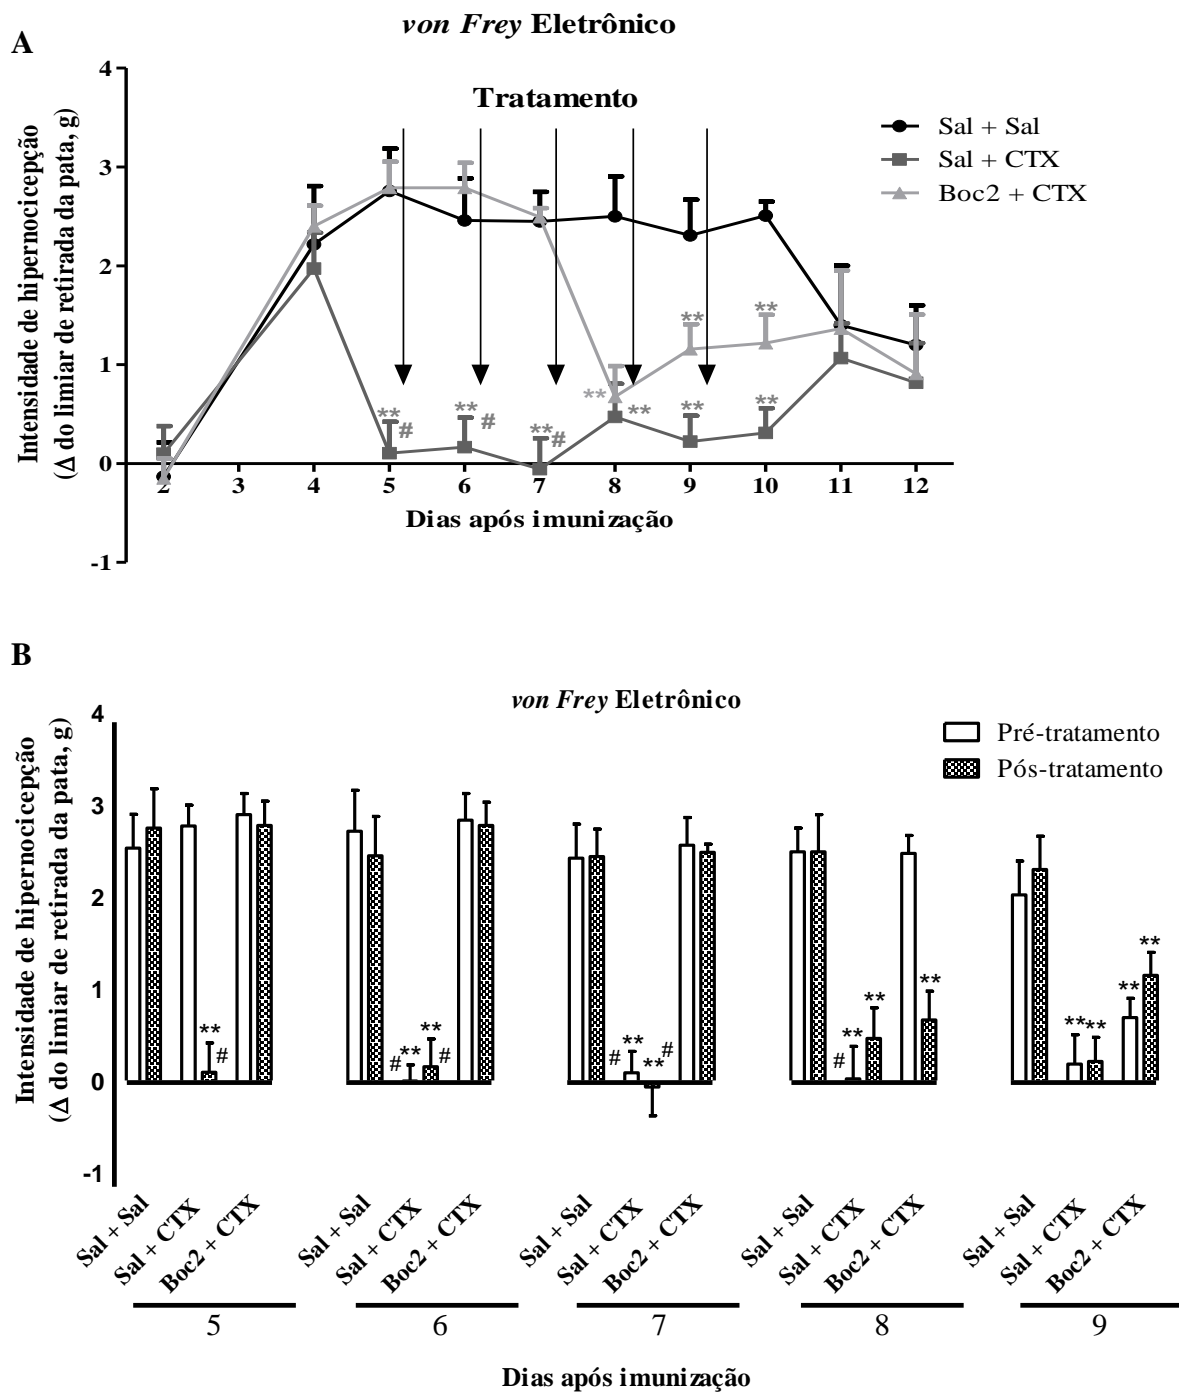 A
von Frey Eletrônico
Tratamento
Intensidade de hipernocicepção
(Δ do limiar de retirada da pata, g)
4
3
2
1
0
-1
Sal + Sal
Sal + CTX
Boc2 + CTX
** # ** # ** # ** ** ** ** ** **
2 3 4 5 6 7 8 9 10 11 12
Dias após imunização
B
von Frey Eletrônico
Pré-tratamento
Pós-tratamento
Intensidade de hipernocicepção
(Δ do limiar de retirada da pata, g)
4
3
2
1
0
-1
** # # ** ** # # ** ** # # ** ** ** ** ** ** **
Sal + Sal Sal + CTX Boc2 + CTX Sal + Sal Sal + CTX Boc2 + CTX Sal + Sal Sal + CTX Boc2 + CTX Sal + Sal Sal + CTX Boc2 + CTX Sal + Sal Sal + CTX Boc2 + CTX
5 6 7 8 9
Dias após imunização